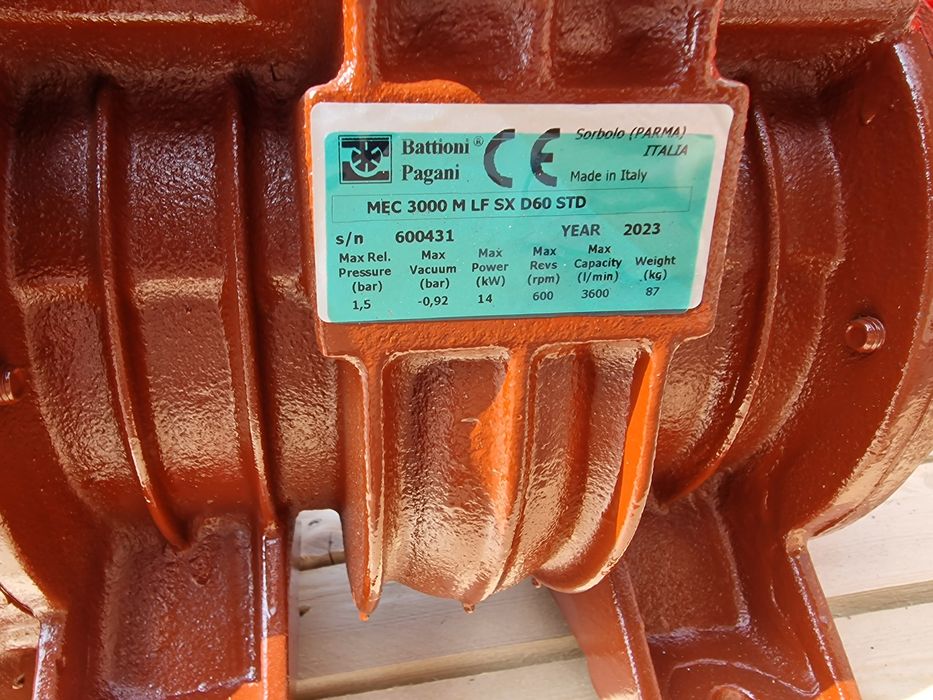 Battioni®
Pagani
CE
Sorbolo (PARMA)
ITALIA
Made in Italy
MEC 3000 M LF SX D60 STD
s/n 600431 YEAR 2023
Max Rel. Pressure (bar) Max Vacuum (bar) Max Power (kW) Max Revs (rpm) Max Capacity (l/min) Weight (kg)
1,5 -0,92 14 600 3600 87